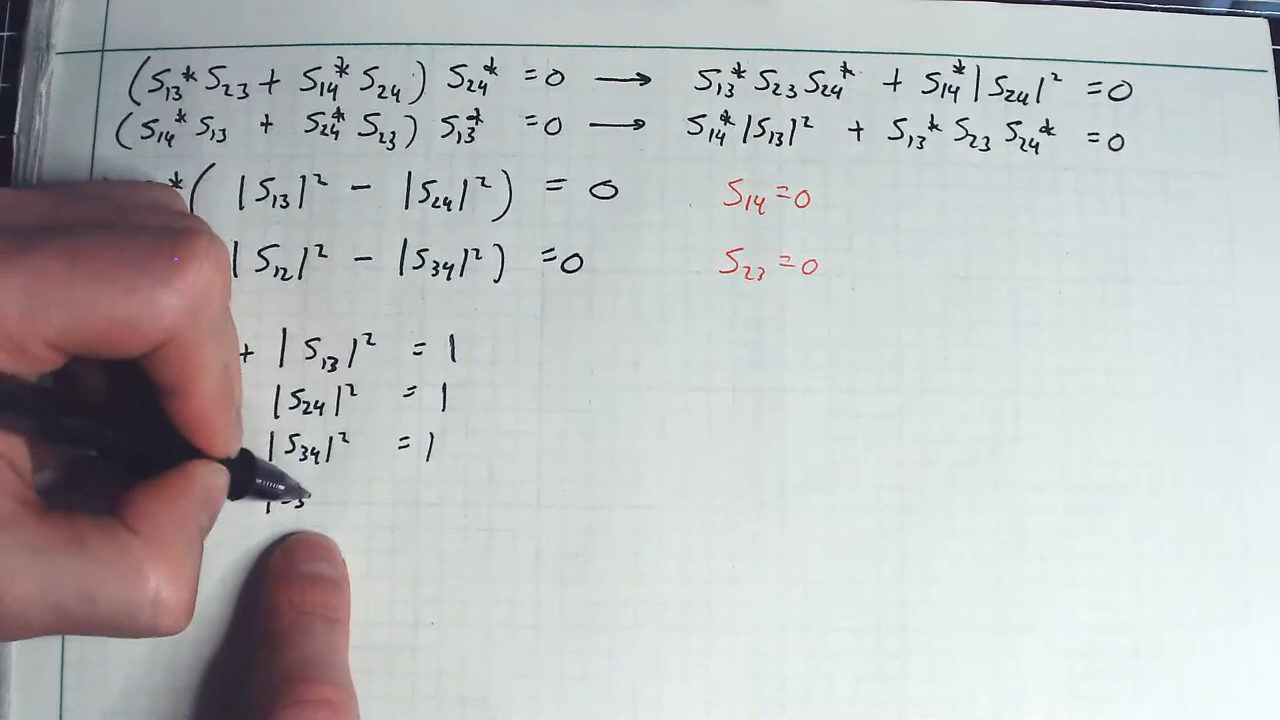 (S13* S23 + S14* S24) S24* = 0 → S13* S23 S24* + S14* |S24|² = 0
(S14* S13 + S24* S23) S13* = 0 → S14* |S13|² + S13* S23 S24* = 0
*( |S13|² − |S24|² ) = 0 S14 = 0
|S12|² − |S34|² ) = 0 S23 = 0
+ |S13|² = 1
|S24|² = 1
|S34|² = 1